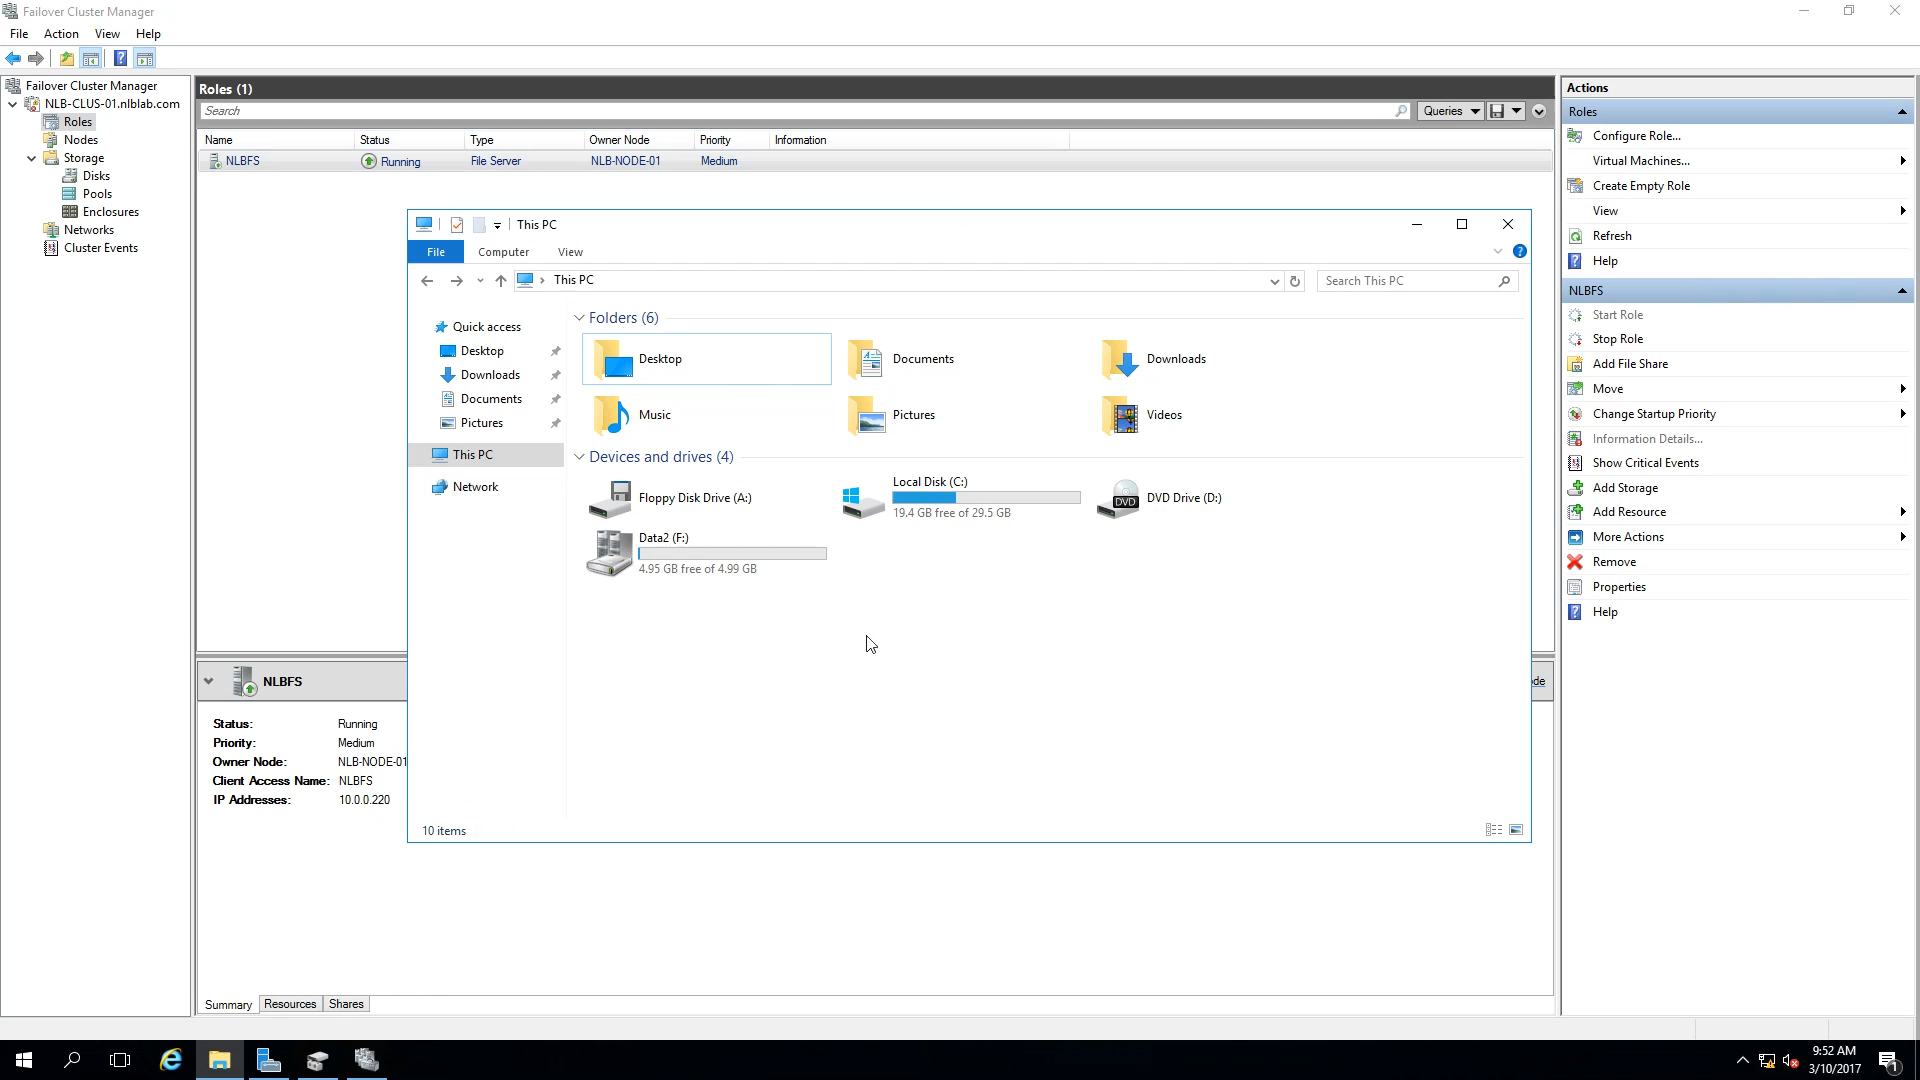 Failover Cluster Manager
File Action View Help
Failover Cluster Manager
NLB-CLUS-01.nlblab.com
Roles
Nodes
Storage
Disks
Pools
Enclosures
Networks
Cluster Events
Roles (1)
Search
Queries
Name Status Type Owner Node Priority Information
NLBFS Running File Server NLB-NODE-01 Medium
This PC
File Computer View
This PC
Search This PC
Quick access
Desktop
Downloads
Documents
Pictures
This PC
Network
Folders (6)
Desktop Documents Downloads
Music Pictures Videos
Devices and drives (4)
Floppy Disk Drive (A:)
Local Disk (C:)
19.4 GB free of 29.5 GB
DVD
DVD Drive (D:)
Data2 (F:)
4.95 GB free of 4.99 GB
10 items
NLBFS
de
Status: Running
Priority: Medium
Owner Node: NLB-NODE-01
Client Access Name: NLBFS
IP Addresses: 10.0.0.220
Summary Resources Shares
Actions
Roles
Configure Role...
Virtual Machines...
Create Empty Role
View
Refresh
Help
NLBFS
Start Role
Stop Role
Add File Share
Move
Change Startup Priority
Information Details...
Show Critical Events
Add Storage
Add Resource
More Actions
Remove
Properties
Help
9:52 AM
3/10/2017
1